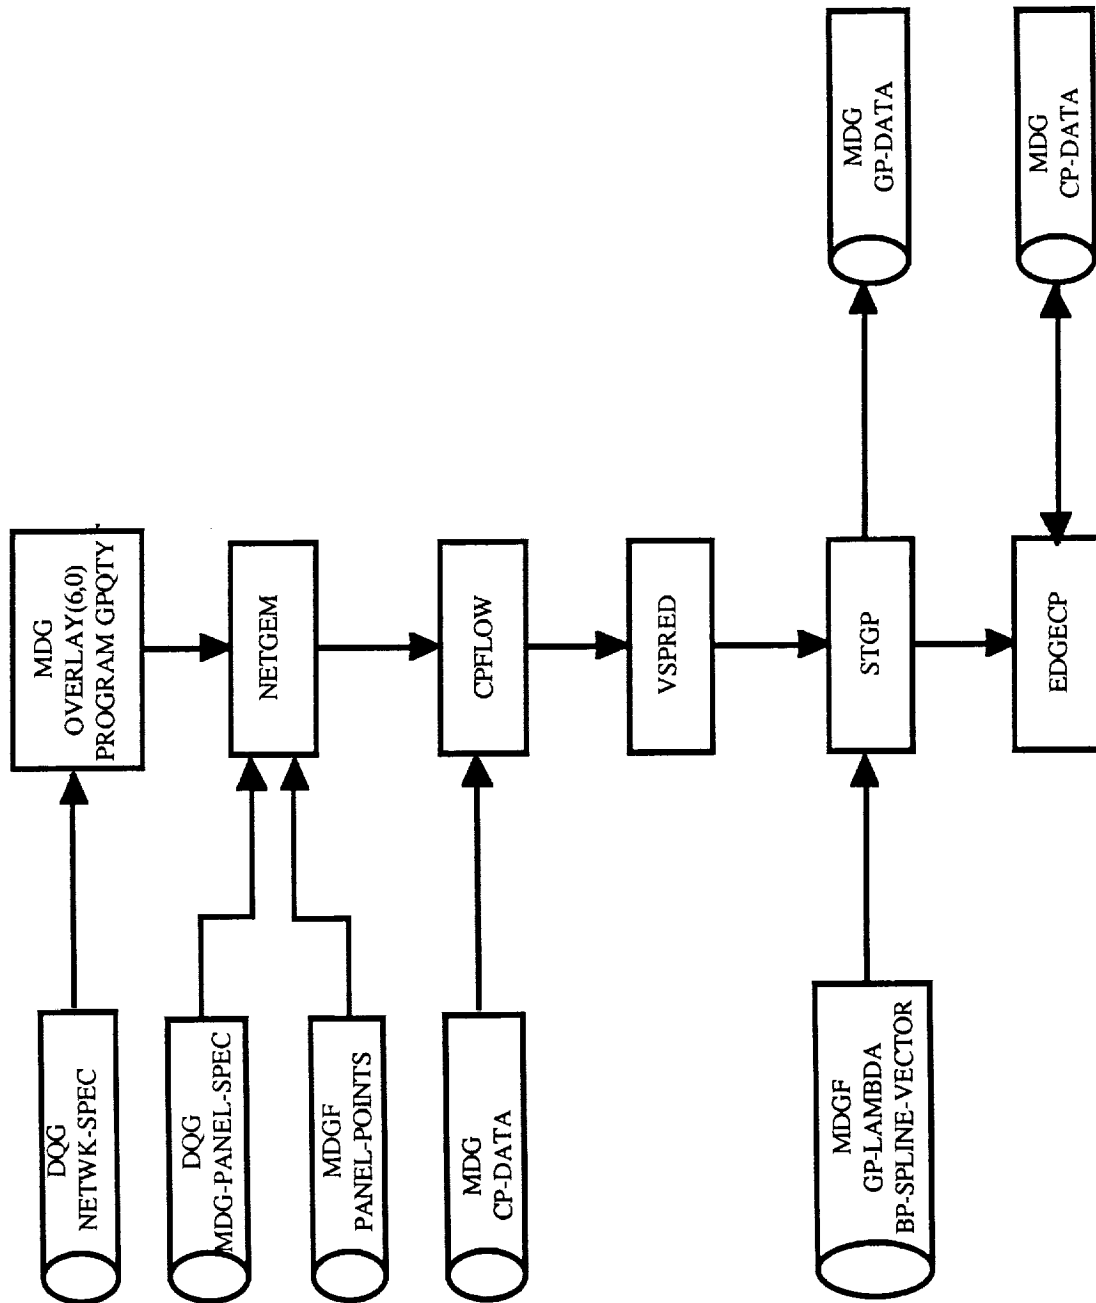 DQG
NETWK-SPEC
MDG
OVERLAY(6,0)
PROGRAM GPQTY
DQG
MDG-PANEL-SPEC
MDGF
PANEL-POINTS
NETGEM
MDG
CP-DATA
CPFLOW
VSPRED
MDGF
GP-LAMBDA
BP-SPLINE-VECTOR
STGP
MDG
GP-DATA
EDGECP
MDG
CP-DATA